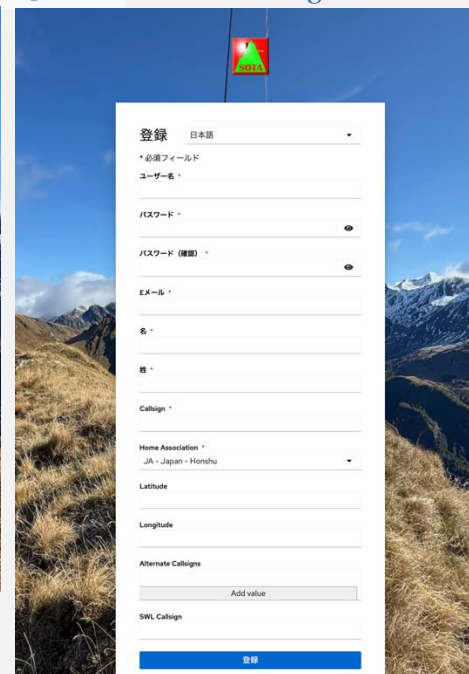 SOTA
登録 日本語
* 必須フィールド
ユーザー名 *
パスワード *
パスワード（確認） *
Eメール *
名 *
姓 *
Callsign *
Home Association *
JA - Japan - Honshu
Latitude
Longitude
Alternate Callsigns
Add value
SWL Callsign
登録